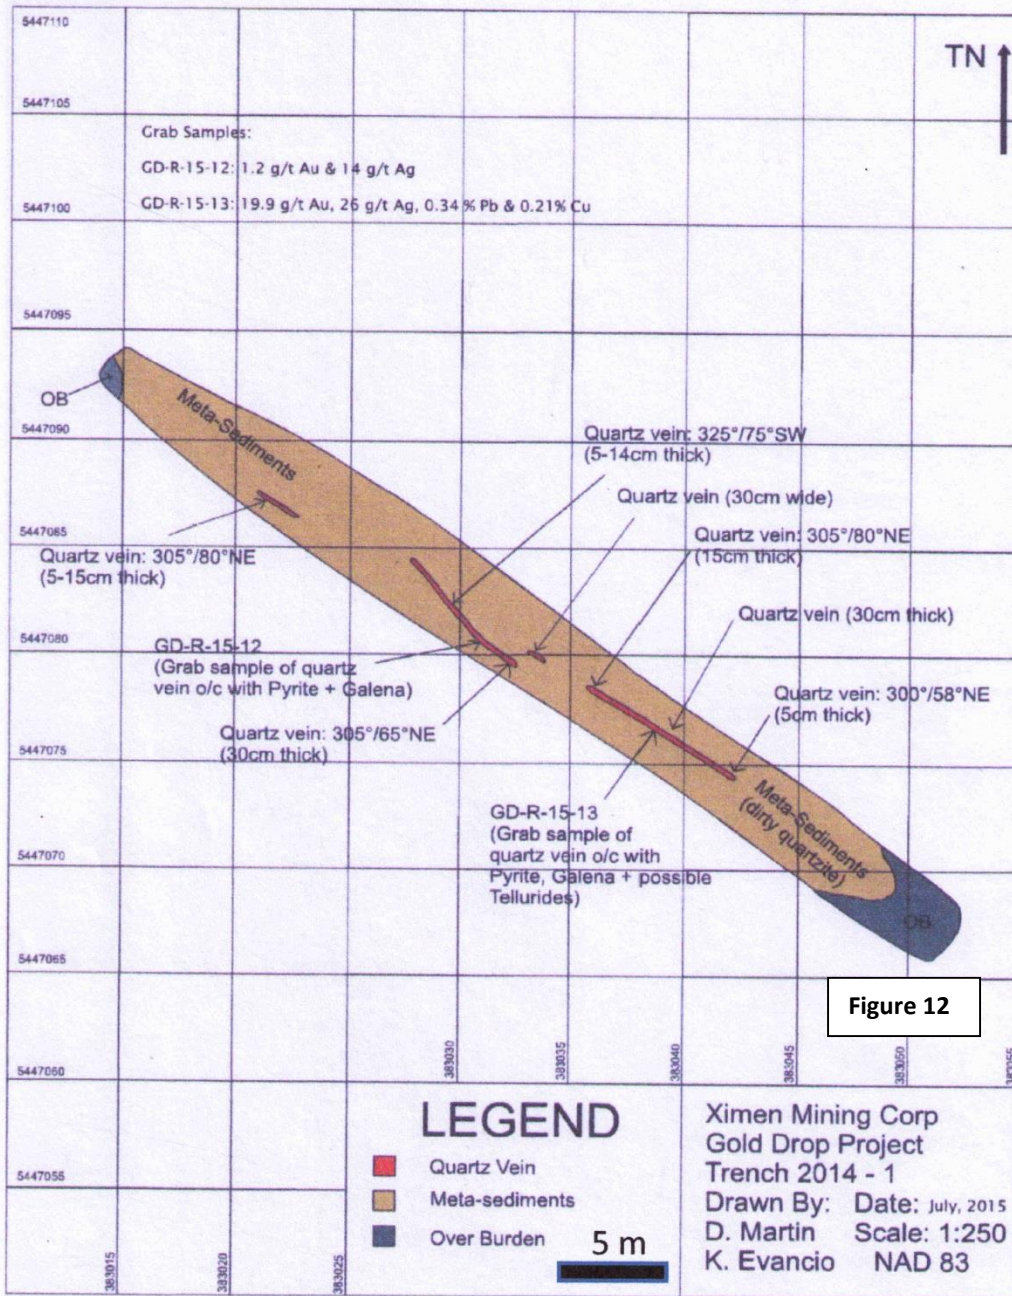 5447110
TN
5447105
Grab Samples:
GD-R-15-12: 1.2 g/t Au & 14 g/t Ag
5447100
GD-R-15-13: 19.9 g/t Au, 26 g/t Ag, 0.34 % Pb & 0.21% Cu
5447095
OB
Meta-Sediments
5447090
Quartz vein: 325°/75°SW
(5-14cm thick)
Quartz vein (30cm wide)
5447085
Quartz vein: 305°/80°NE
(15cm thick)
Quartz vein: 305°/80°NE
(5-15cm thick)
Quartz vein (30cm thick)
5447080
GD-R-15-12
(Grab sample of quartz
vein o/c with Pyrite + Galena)
Quartz vein: 300°/58°NE
(5cm thick)
Quartz vein: 305°/65°NE
(30cm thick)
5447075
Meta-Sediments
(dirty quartzite)
GD-R-15-13
(Grab sample of
quartz vein o/c with
Pyrite, Galena + possible
Tellurides)
5447070
OB
5447065
Figure 12
383030
383035
383040
383045
383050
383055
5447060
LEGEND
Quartz Vein
Meta-sediments
Over Burden
5 m
5447055
383015
383020
383025
Ximen Mining Corp
Gold Drop Project
Trench 2014 - 1
Drawn By: Date: July, 2015
D. Martin Scale: 1:250
K. Evancio NAD 83